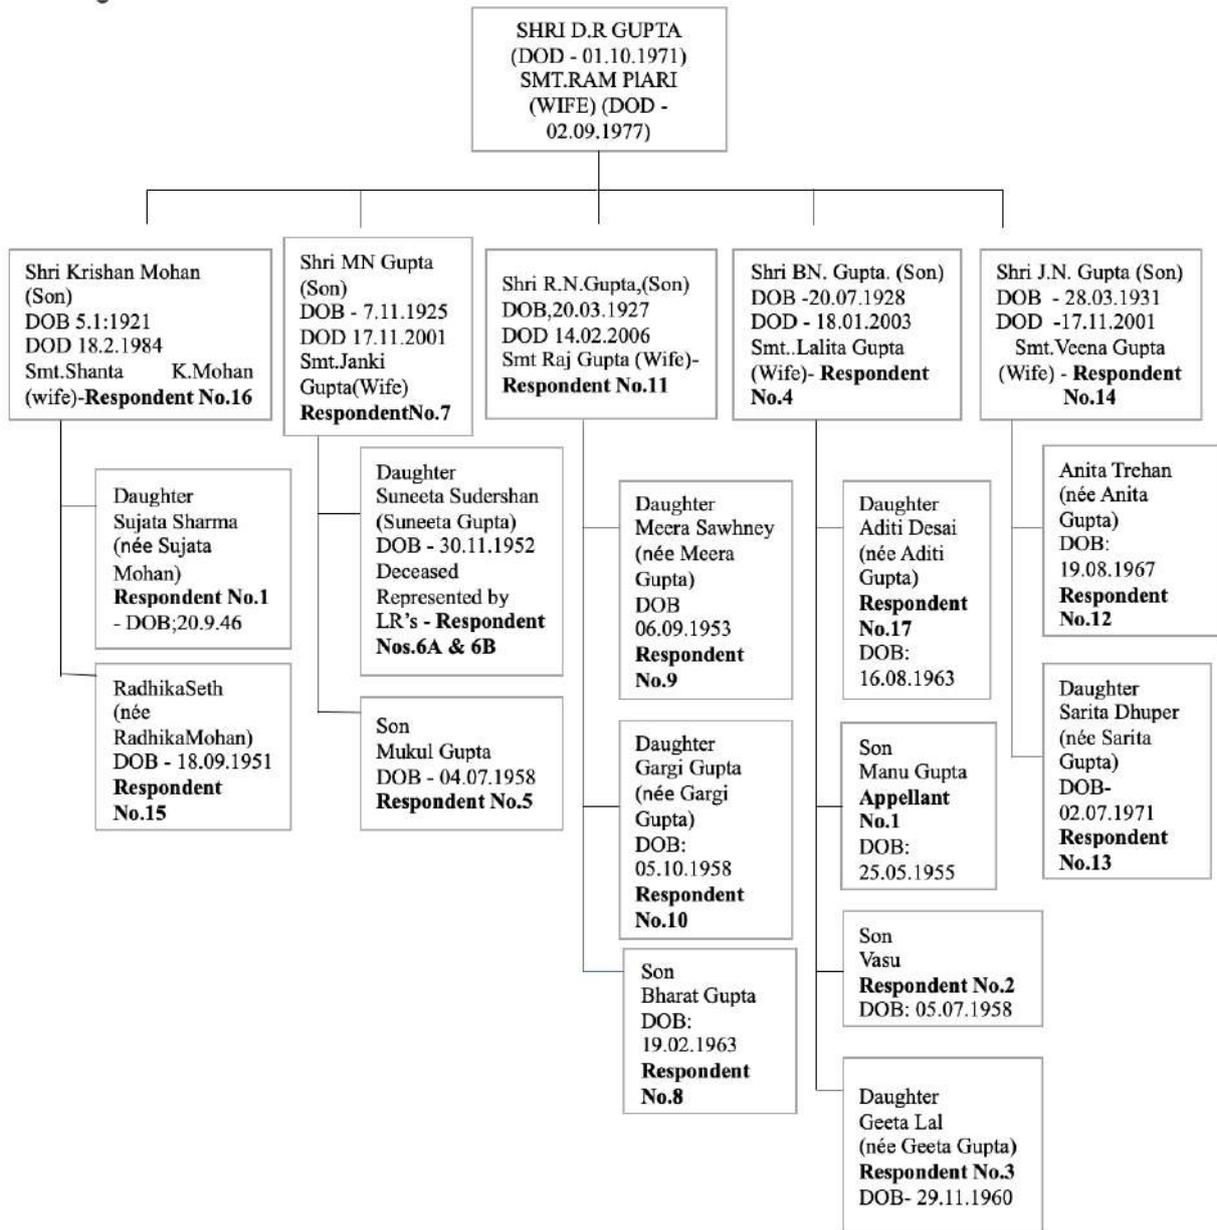 SHRI D.R GUPTA
(DOD - 01.10.1971)
SMT.RAM PIARI
(WIFE) (DOD -
02.09.1977)
Shri Krishan Mohan
(Son)
DOB 5.1:1921
DOD 18.2.1984
Smt.Shanta K.Mohan
(wife)-Respondent No.16
Shri MN Gupta
(Son)
DOB - 7.11.1925
DOD 17.11.2001
Smt.Janki
Gupta(Wife)
RespondentNo.7
Shri R.N.Gupta,(Son)
DOB,20.03.1927
DOD 14.02.2006
Smt Raj Gupta (Wife)-
Respondent No.11
Shri BN. Gupta. (Son)
DOB -20.07.1928
DOD - 18.01.2003
Smt..Lalita Gupta
(Wife)- Respondent
No.4
Shri J.N. Gupta (Son)
DOB - 28.03.1931
DOD -17.11.2001
Smt.Veena Gupta
(Wife) - Respondent
No.14
Daughter
Sujata Sharma
(née Sujata
Mohan)
Respondent No.1
- DOB;20.9.46
RadhikaSeth
(née
RadhikaMohan)
DOB - 18.09.1951
Respondent
No.15
Daughter
Suneeta Sudershan
(Suneeta Gupta)
DOB - 30.11.1952
Deceased
Represented by
LR's - Respondent
Nos.6A & 6B
Son
Mukul Gupta
DOB - 04.07.1958
Respondent No.5
Daughter
Meera Sawhney
(née Meera
Gupta)
DOB
06.09.1953
Respondent
No.9
Daughter
Gargi Gupta
(née Gargi
Gupta)
DOB:
05.10.1958
Respondent
No.10
Son
Bharat Gupta
DOB:
19.02.1963
Respondent
No.8
Daughter
Aditi Desai
(née Aditi
Gupta)
Respondent
No.17
DOB:
16.08.1963
Son
Manu Gupta
Appellant
No.1
DOB:
25.05.1955
Son
Vasu
Respondent No.2
DOB: 05.07.1958
Daughter
Geeta Lal
(née Geeta Gupta)
Respondent No.3
DOB- 29.11.1960
Anita Trehan
(née Anita
Gupta)
DOB:
19.08.1967
Respondent
No.12
Daughter
Sarita Dhuper
(née Sarita
Gupta)
DOB-
02.07.1971
Respondent
No.13